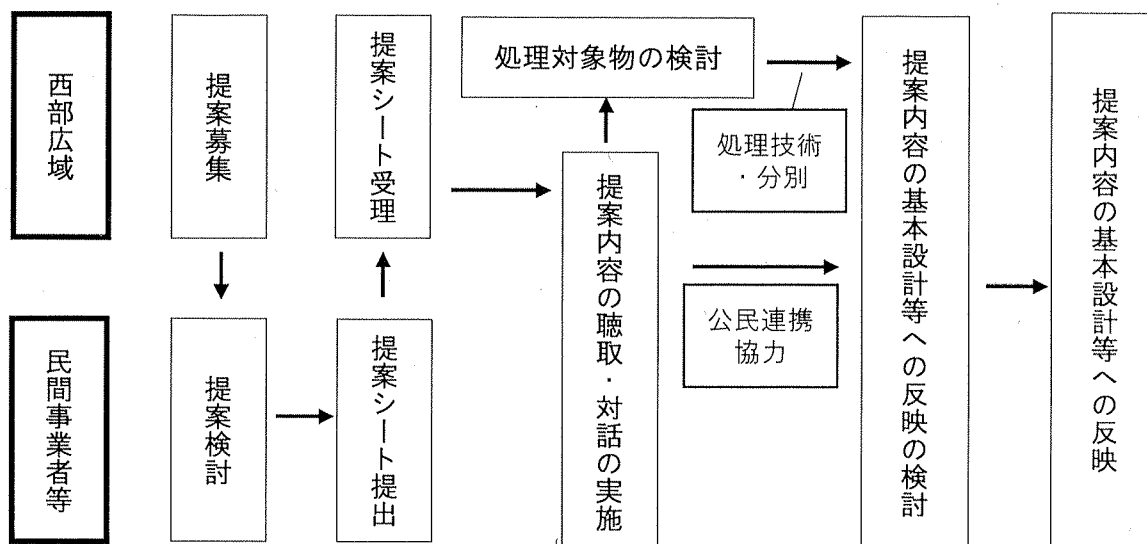 西部広域
提案募集
提案シート受理
処理対象物の検討
処理技術
・分別
提案内容の聴取・対話の実施
公民連携
協力
提案内容の基本設計等への反映の検討
提案内容の基本設計等への反映
民間事業者等
提案検討
提案シート提出